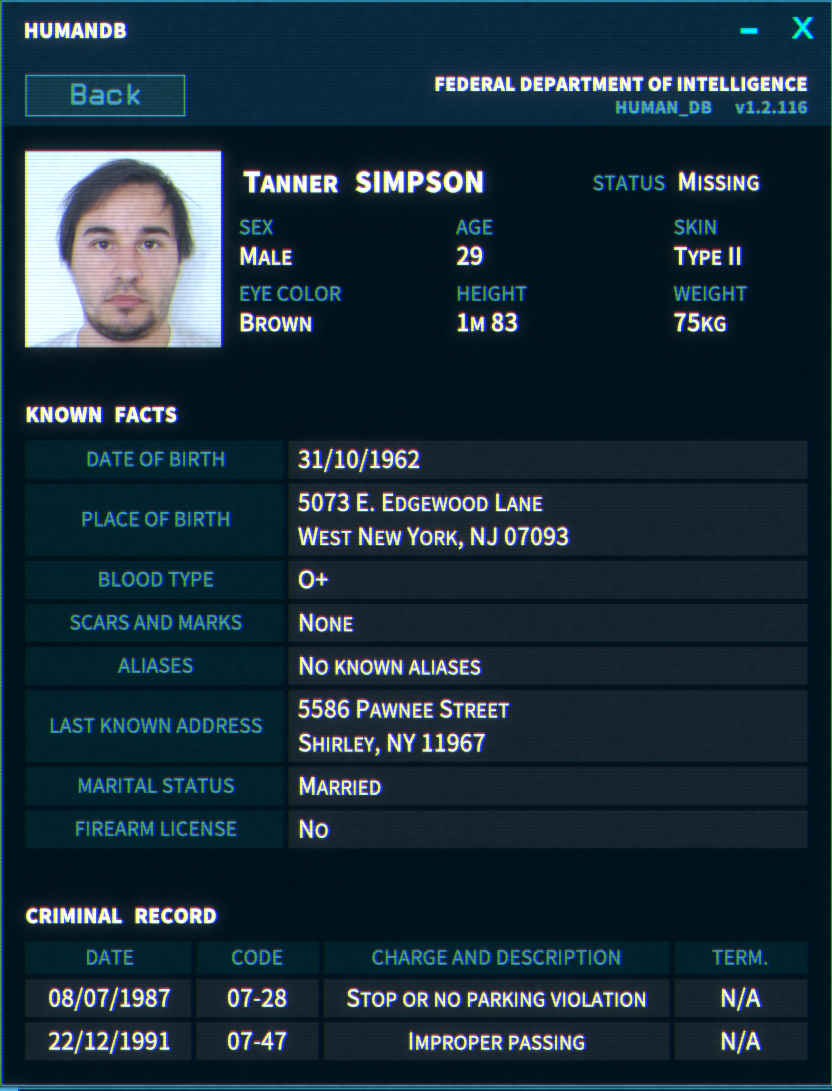 HUMANDB
– X
Back
FEDERAL DEPARTMENT OF INTELLIGENCE
HUMAN_DB v1.2.116
TANNER SIMPSON
STATUS MISSING
SEX AGE SKIN
MALE 29 TYPE II
EYE COLOR HEIGHT WEIGHT
BROWN 1M 83 75KG
KNOWN FACTS
DATE OF BIRTH 31/10/1962
PLACE OF BIRTH 5073 E. EDGEWOOD LANE
WEST NEW YORK, NJ 07093
BLOOD TYPE O+
SCARS AND MARKS NONE
ALIASES NO KNOWN ALIASES
LAST KNOWN ADDRESS 5586 PAWNEE STREET
SHIRLEY, NY 11967
MARITAL STATUS MARRIED
FIREARM LICENSE NO
CRIMINAL RECORD
DATE CODE CHARGE AND DESCRIPTION TERM.
08/07/1987 07-28 STOP OR NO PARKING VIOLATION N/A
22/12/1991 07-47 IMPROPER PASSING N/A